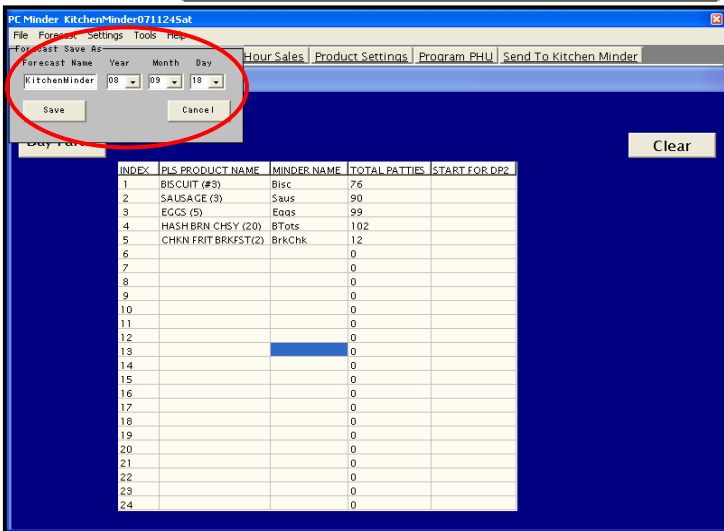 PC Minder KitchenMinder071124Sat
File Forecast Settings Tools Help
Forecast Save As
Forecast Name Year Month Day
KitchenMinder 08 09 18
Save Cancel
Hour Sales Product Settings Program PHU Send To Kitchen Minder
Clear
INDEX PLS PRODUCT NAME MINDER NAME TOTAL PATTIES START FOR DP2
1 BISCUIT (#3) Bisc 76
2 SAUSAGE (3) Saus 90
3 EGGS (5) Eggs 99
4 HASH BRN CHSY (20) BTots 102
5 CHKN FRIT BRKFST(2) BrkChk 12
6 0
7 0
8 0
9 0
10 0
11 0
12 0
13 0
14 0
15 0
16 0
17 0
18 0
19 0
20 0
21 0
22 0
23 0
24 0